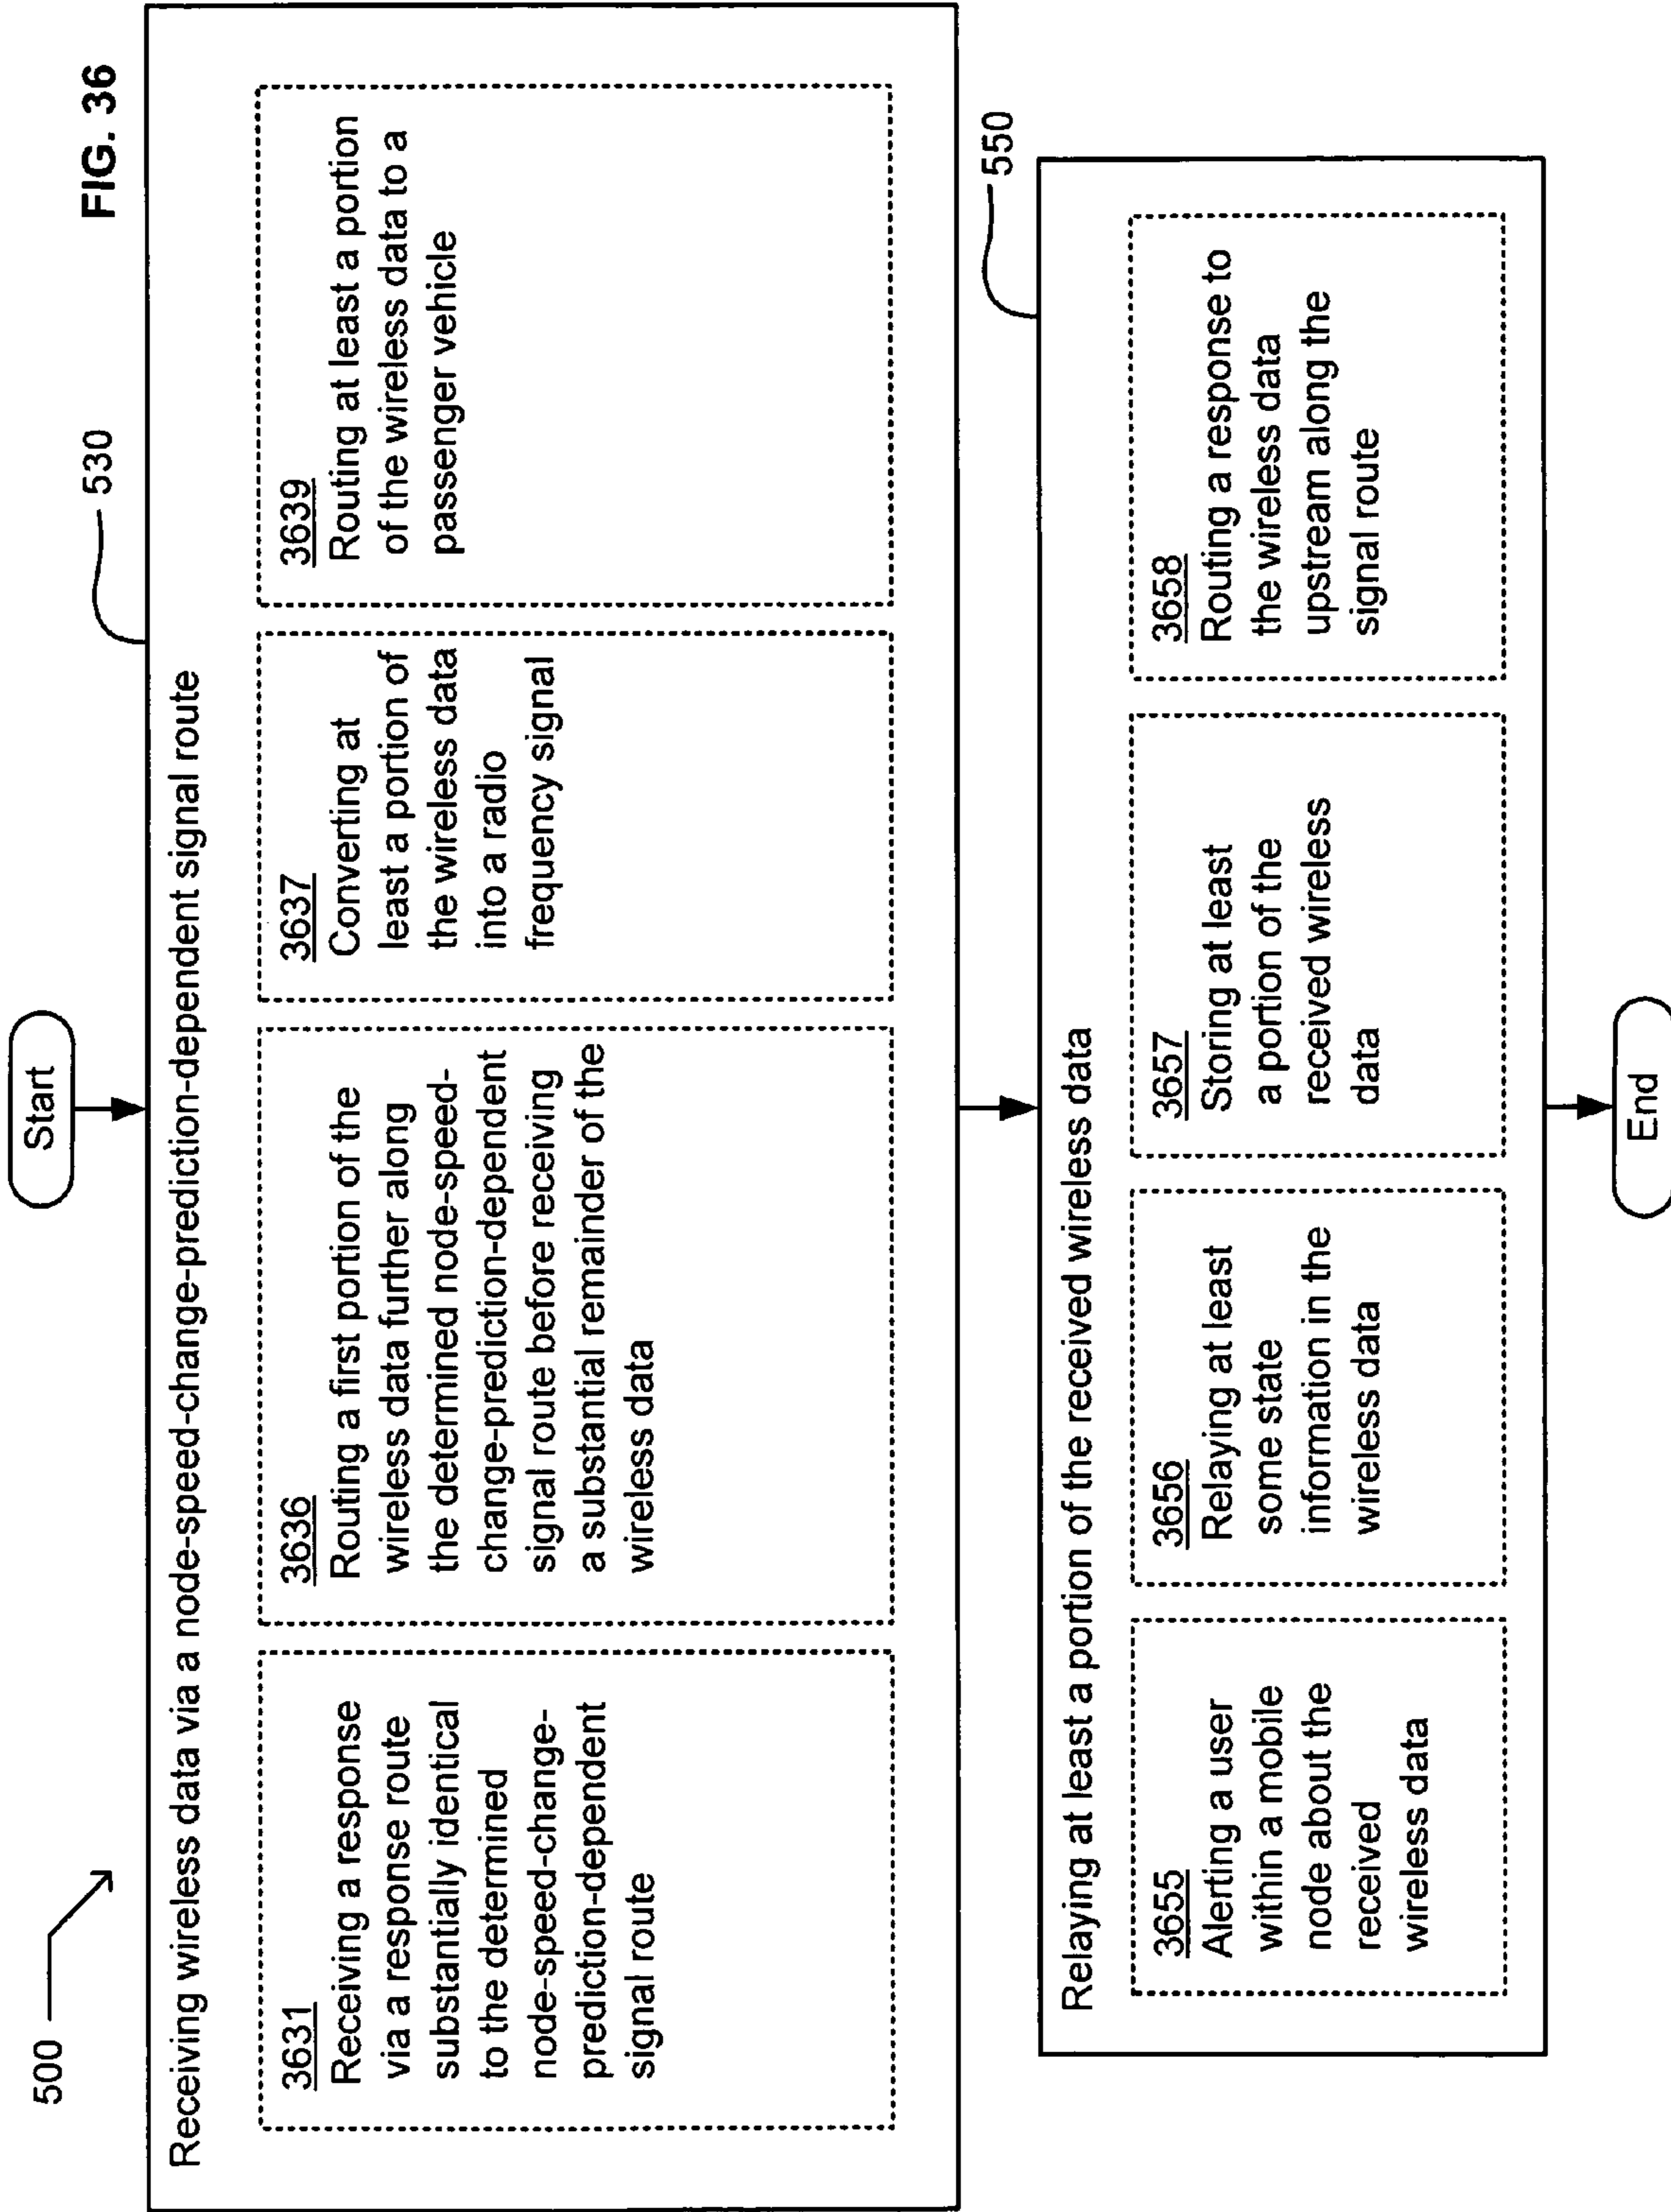 FIG. 36
500
Start
530
Receiving wireless data via a node-speed-change-prediction-dependent signal route
3631
Receiving a response
via a response route
substantially identical
to the determined
node-speed-change-
prediction-dependent
signal route
3636
Routing a first portion of the
wireless data further along
the determined node-speed-
change-prediction-dependent
signal route before receiving
a substantial remainder of the
wireless data
3637
Converting at
least a portion of
the wireless data
into a radio
frequency signal
3639
Routing at least a portion
of the wireless data to a
passenger vehicle
550
Relaying at least a portion of the received wireless data
3655
Alerting a user
within a mobile
node about the
received
wireless data
3656
Relaying at least
some state
information in the
wireless data
3657
Storing at least
a portion of the
received wireless
data
3658
Routing a response to
the wireless data
upstream along the
signal route
End